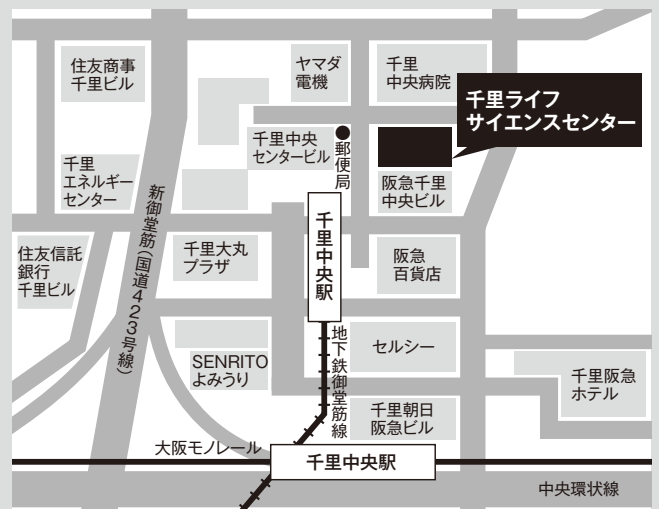 住友商事
千里ビル
ヤマダ
電機
千里
中央病院
千里ライフ
サイエンスセンター
千里中央
センタービル
郵便局
千里
エネルギー
センター
阪急千里
中央ビル
新御堂筋(国道423号線)
千里中央駅
住友信託
銀行
千里ビル
千里大丸
プラザ
阪急
百貨店
地下鉄御堂筋線
セルシー
SENRITO
よみうり
千里阪急
ホテル
千里朝日
阪急ビル
大阪モノレール
千里中央駅
中央環状線